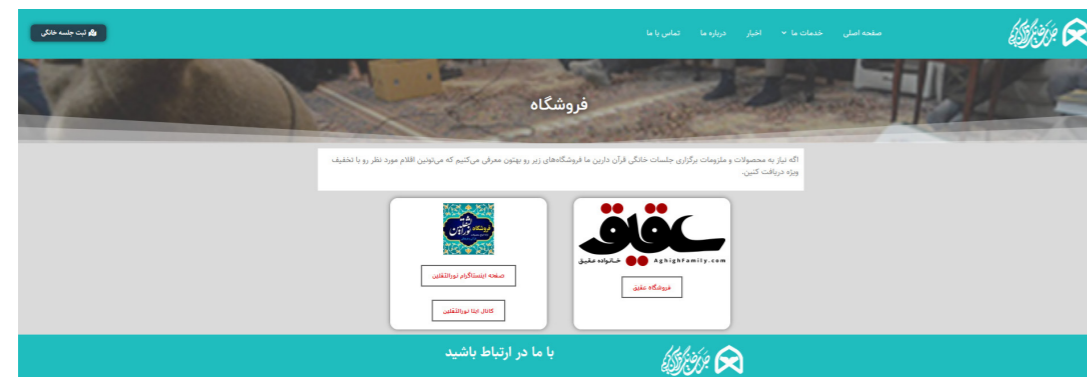 صفحه اصلی
خدمات ما
اخبار
درباره ما
تماس با ما
ثبت جلسه خانگی
فروشگاه
اگه نیاز به محصولات و ملزومات برگزاری جلسات خانگی قرآن دارین ما فروشگاه‌های زیر رو بهتون معرفی می‌کنیم که می‌تونین اقلام مورد نظر رو با تخفیف
ویژه دریافت کنین.
عقیق
خانواده عقیق AghighFamily.com
فروشگاه عقیق
فروشگاه
نورالثقلین
صفحه اینستاگرام نورالثقلین
کانال ایتا نورالثقلین
با ما در ارتباط باشید